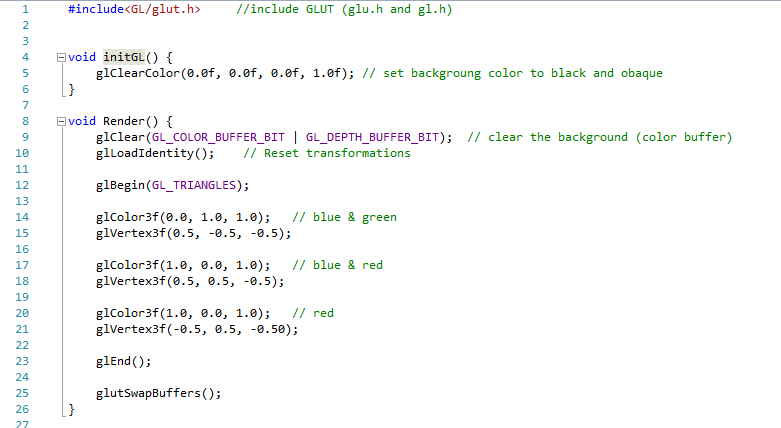 1 #include<GL/glut.h> //include GLUT (glu.h and gl.h)
2
3
4 void initGL() {
5 glClearColor(0.0f, 0.0f, 0.0f, 1.0f); // set backgroung color to black and obaque
6 }
7
8 void Render() {
9 glClear(GL_COLOR_BUFFER_BIT | GL_DEPTH_BUFFER_BIT); // clear the background (color buffer)
10 glLoadIdentity(); // Reset transformations
11
12 glBegin(GL_TRIANGLES);
13
14 glColor3f(0.0, 1.0, 1.0); // blue & green
15 glVertex3f(0.5, -0.5, -0.5);
16
17 glColor3f(1.0, 0.0, 1.0); // blue & red
18 glVertex3f(0.5, 0.5, -0.5);
19
20 glColor3f(1.0, 0.0, 1.0); // red
21 glVertex3f(-0.5, 0.5, -0.50);
22
23 glEnd();
24
25 glutSwapBuffers();
26 }
27